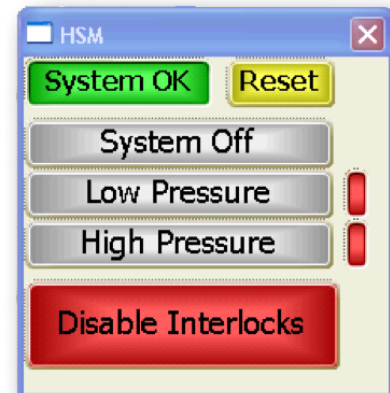 HSM
System OK Reset
System Off
Low Pressure
High Pressure
Disable Interlocks